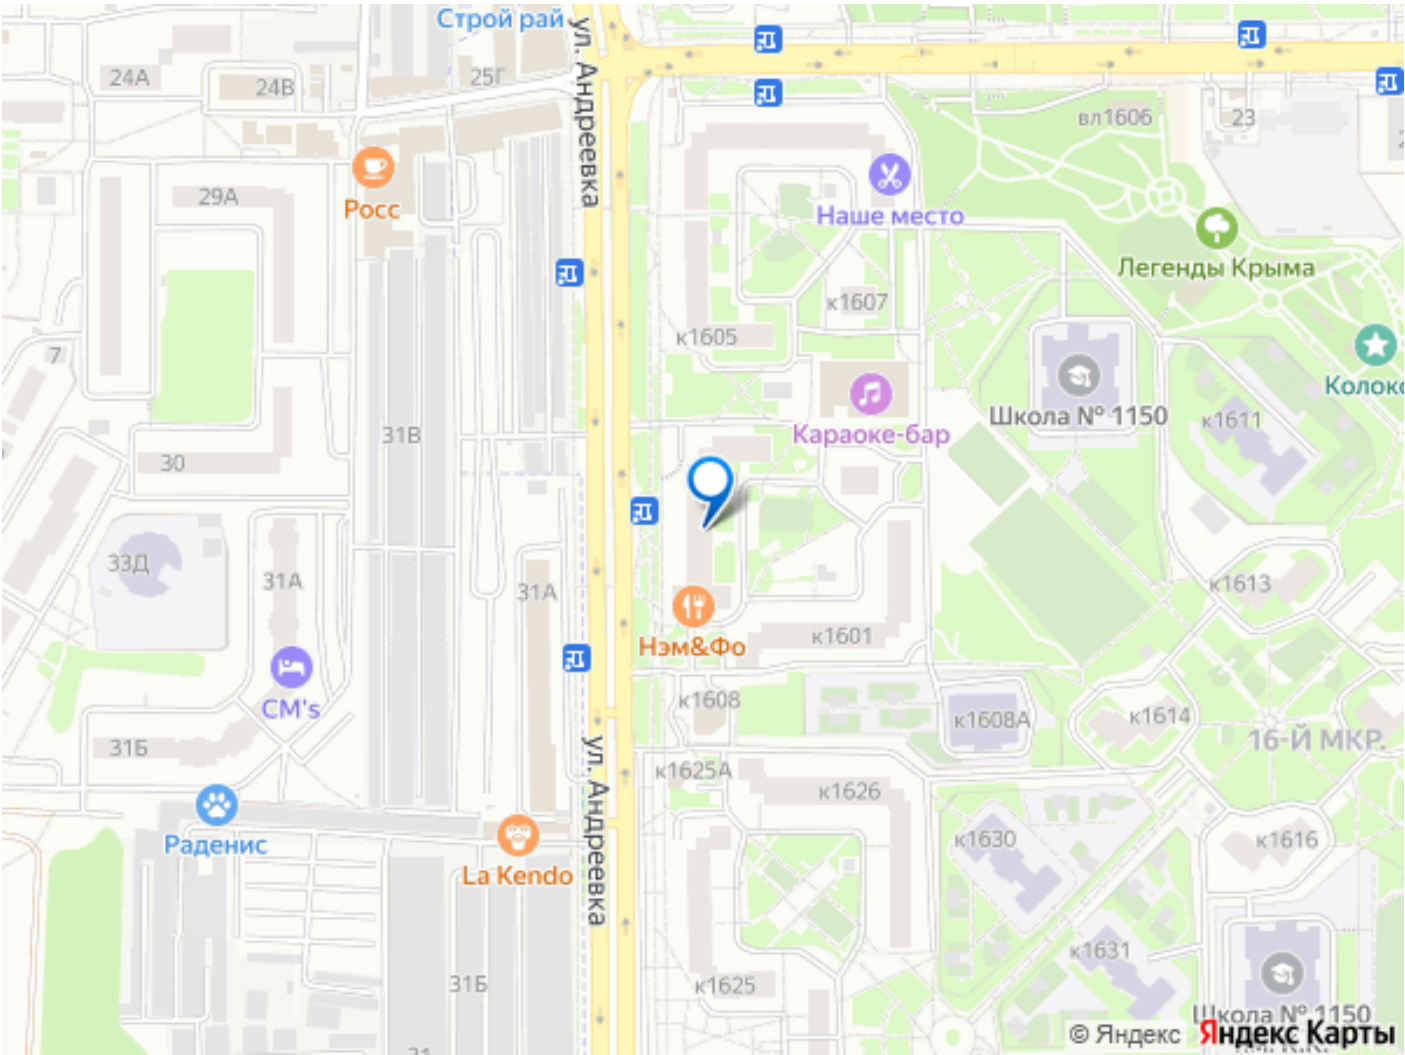 Строй рай
ул. Андреевка
24А
24В
25Г
вл1606
23
29А
Росс
Наше место
Легенды Крыма
к1607
к1605
7
Школа № 1150
к1611
31В
Караоке-бар
30
33Д
31А
31А
к1613
Нэм&Фо
к1601
CM's
к1608
к1608А
к1614
16-Й МКР.
31Б
ул. Андреевка
к1625А
к1626
Раденис
La Kendo
к1630
к1616
к1631
31Б
к1625
Школа № 1150
© Яндекс Яндекс Карты